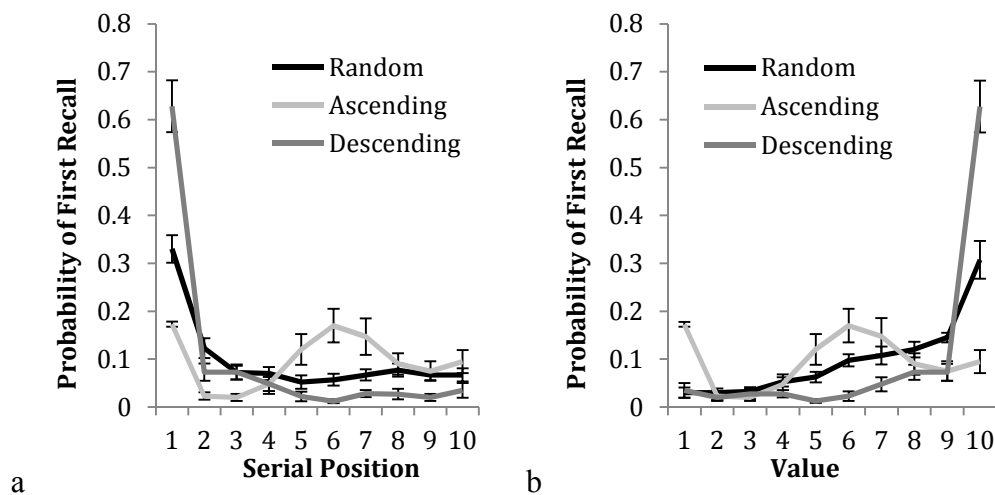 0.8
0.7
0.6
0.5
0.4
0.3
0.2
0.1
0
Probability of First Recall
Random
Ascending
Descending
1 2 3 4 5 6 7 8 9 10
Serial Position
a
0.8
0.7
0.6
0.5
0.4
0.3
0.2
0.1
0
Probability of First Recall
Random
Ascending
Descending
1 2 3 4 5 6 7 8 9 10
Value
b